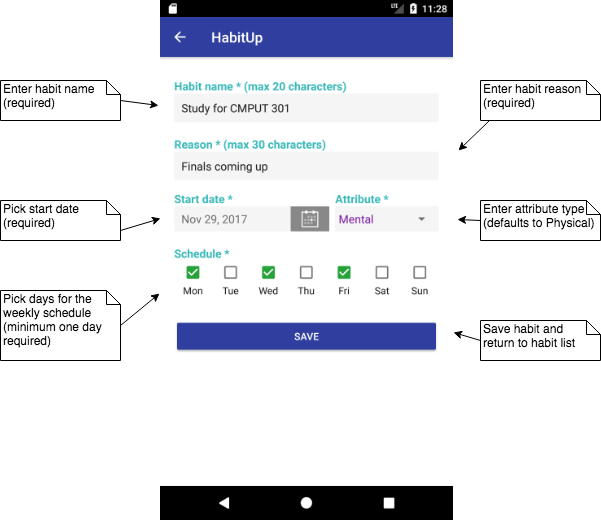 LTE 11:28
HabitUp
Habit name * (max 20 characters)
Study for CMPUT 301
Enter habit name
(required)
Enter habit reason
(required)
Reason * (max 30 characters)
Finals coming up
Start date *
Attribute *
Nov 29, 2017
Mental
Pick start date
(required)
Enter attribute type
(defaults to Physical)
Schedule *
Mon Tue Wed Thu Fri Sat Sun
Pick days for the
weekly schedule
(minimum one day
required)
SAVE
Save habit and
return to habit list